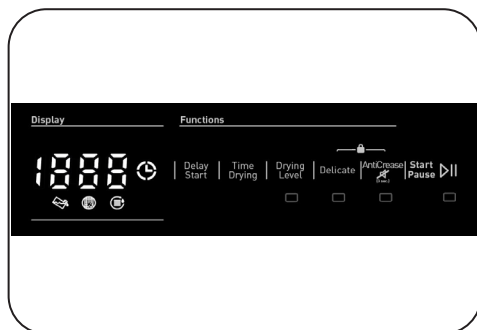 Display
Functions
1888
Delay
Start
Time
Drying
Drying
Level
Delicate
AntiCrease
Start
Pause